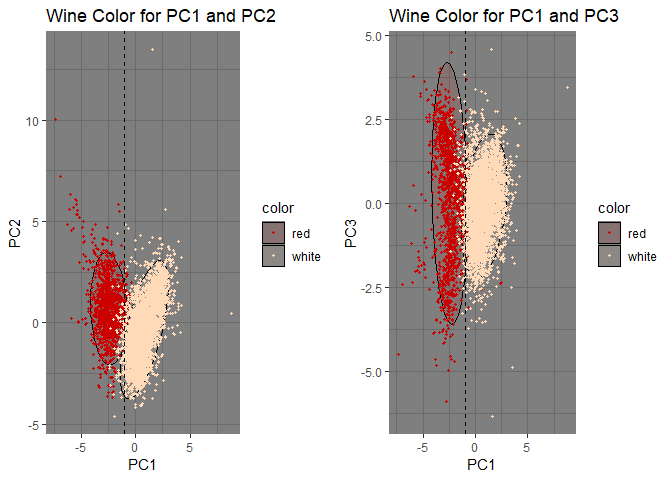 Wine Color for PC1 and PC2
10
5
0
-5
-5
0
5
PC2
PC1
color
red
white
Wine Color for PC1 and PC3
5.0
2.5
0.0
-2.5
-5.0
-5
0
5
PC3
PC1
color
red
white